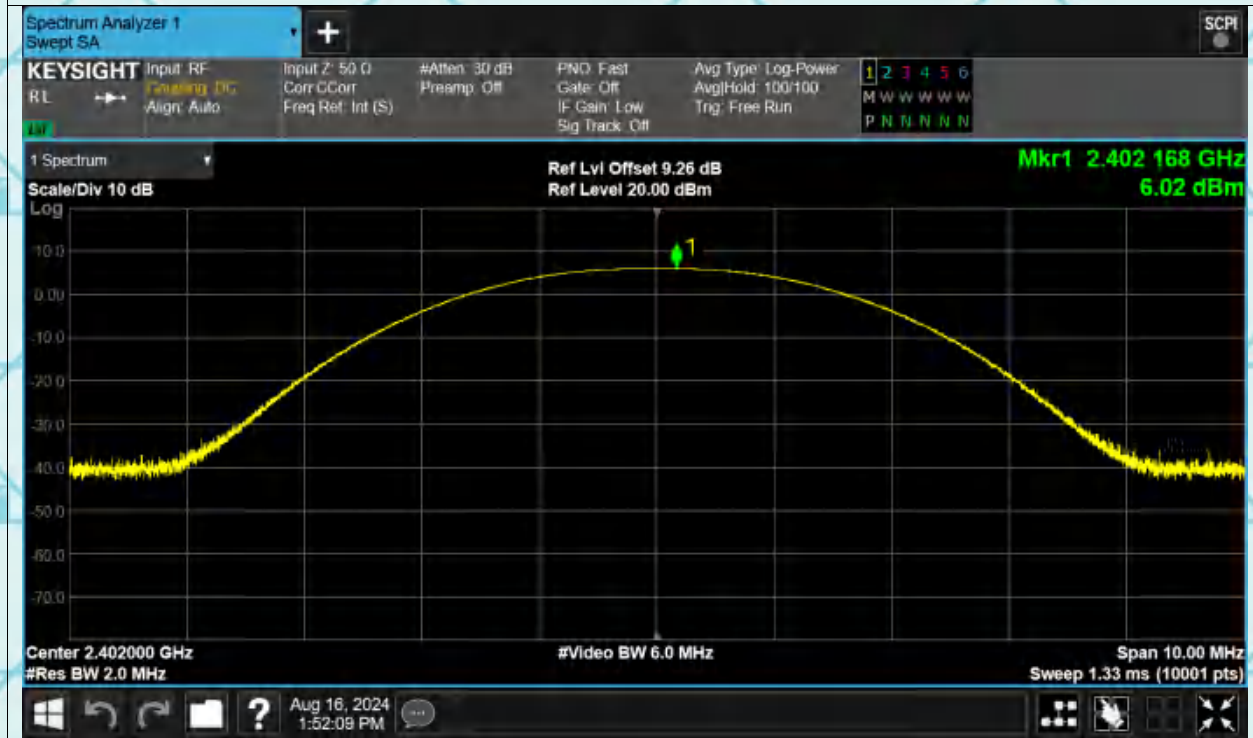 Spectrum Analyzer 1
Swept SA
+
SCPI
KEYSIGHT
RL
Input: RF
Coupling: DC
Align: Auto
Input Z: 50 Ω
Corr CCorr
Freq Ref: Int (S)
#Atten: 30 dB
Preamp: Off
PNO: Fast
Gate: Off
IF Gain: Low
Sig Track: Off
Avg Type: Log-Power
Avg|Hold: 100/100
Trig: Free Run
1 2 3 4 5 6
M W W W W W
P N N N N N
1 Spectrum
Scale/Div 10 dB
Log
Ref Lvl Offset 9.26 dB
Ref Level 20.00 dBm
Mkr1 2.402 168 GHz
6.02 dBm
1
10.0
0.00
-10.0
-20.0
-30.0
-40.0
-50.0
-60.0
-70.0
Center 2.402000 GHz
#Res BW 2.0 MHz
#Video BW 6.0 MHz
Span 10.00 MHz
Sweep 1.33 ms (10001 pts)
?
Aug 16, 2024
1:52:09 PM